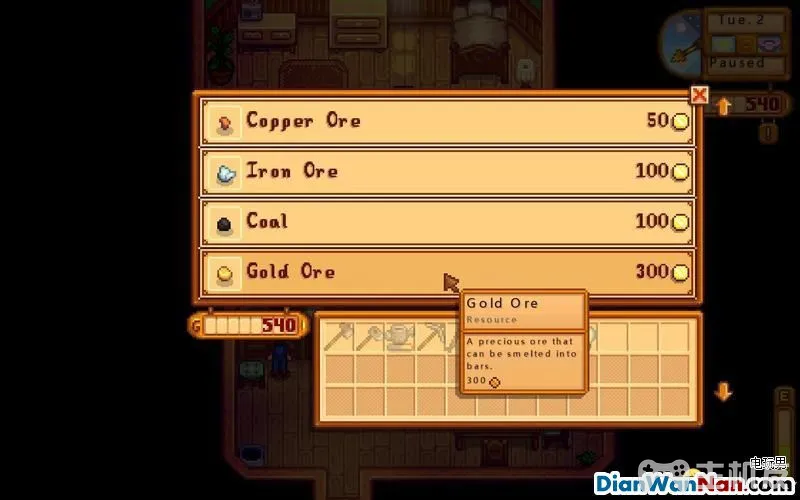 Tue. 2
Paused
540
Copper Ore 50
Iron Ore 100
Coal 100
Gold Ore 300
G 540
Gold Ore
Resource
A precious ore that
can be smelted into
bars.
300
E
电玩男
DianWanNan.com